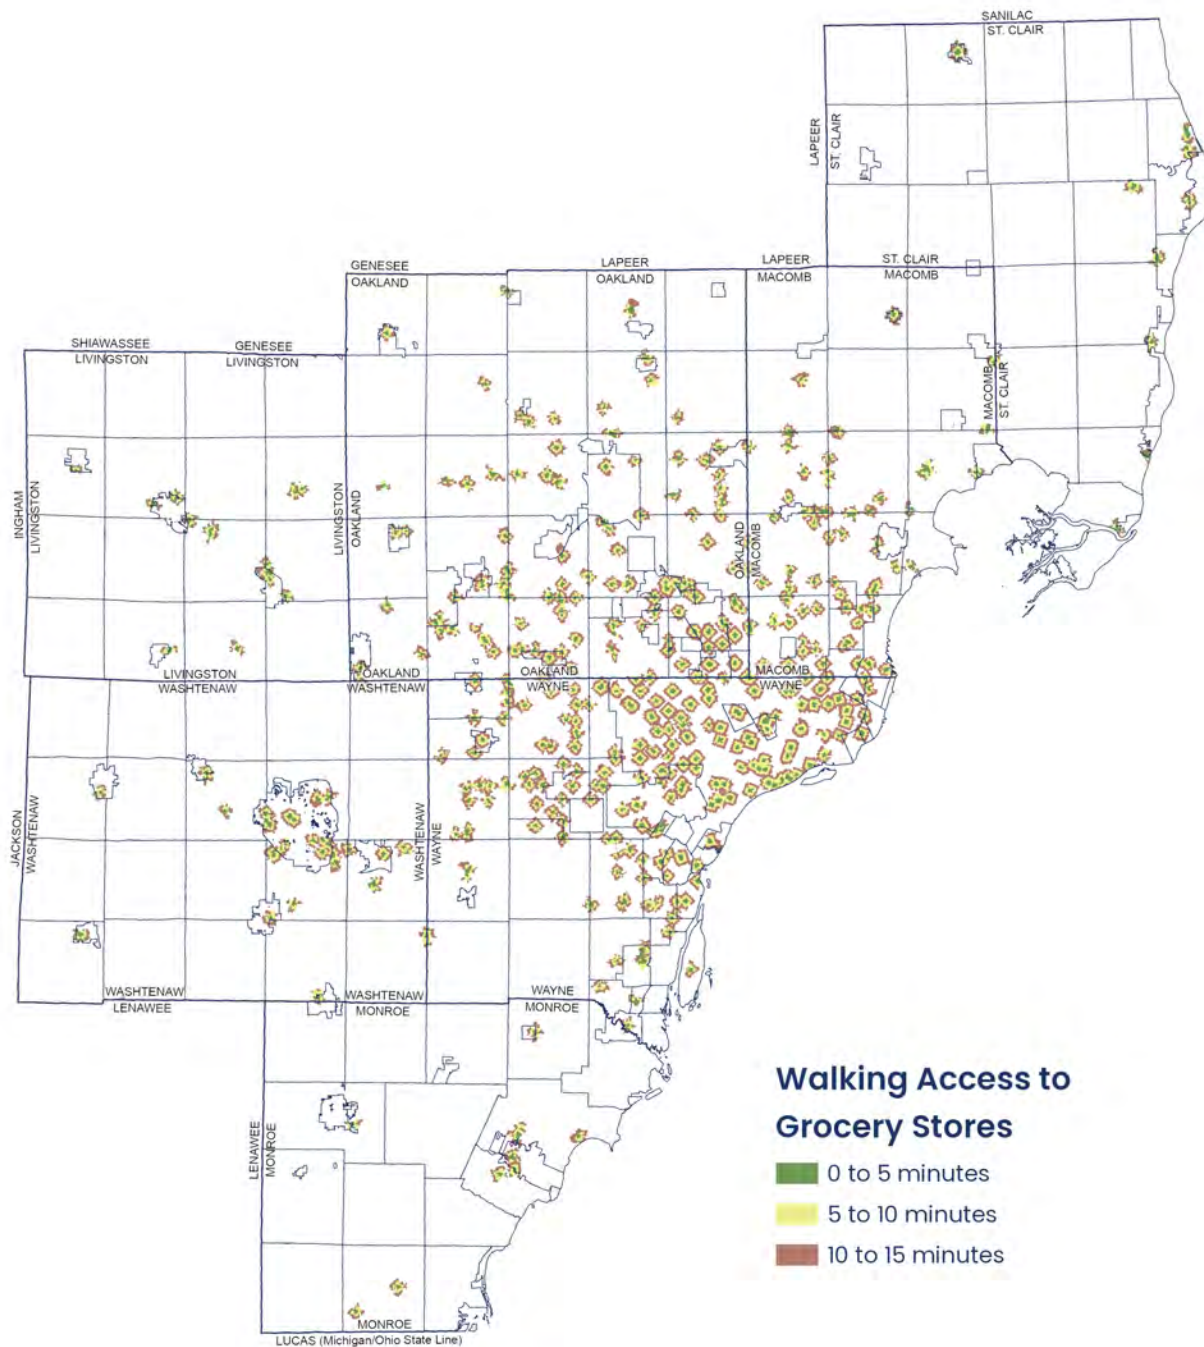 SANILAC
ST. CLAIR
LAPEER
ST. CLAIR
GENESEE
OAKLAND
LAPEER
OAKLAND
LAPEER
MACOMB
ST. CLAIR
MACOMB
SHIAWASSEE
LIVINGSTON
GENESEE
LIVINGSTON
MACOMB
ST. CLAIR
INGHAM
LIVINGSTON
LIVINGSTON
OAKLAND
OAKLAND
MACOMB
LIVINGSTON
WASHTENAW
OAKLAND
WASHTENAW
OAKLAND
WAYNE
MACOMB
WAYNE
JACKSON
WASHTENAW
WASHTENAW
WAYNE
WASHTENAW
LENAWEE
WASHTENAW
MONROE
WAYNE
MONROE
LENAWEE
MONROE
MONROE
LUCAS (Michigan/Ohio State Line)
Walking Access to
Grocery Stores
0 to 5 minutes
5 to 10 minutes
10 to 15 minutes